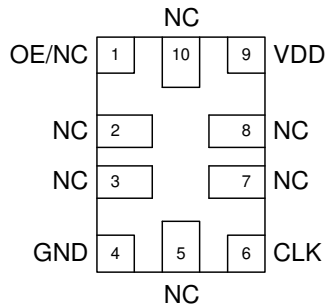 NC
OE/NC 1 10 9 VDD
NC 2 8 NC
NC 3 7 NC
GND 4 5 6 CLK
NC